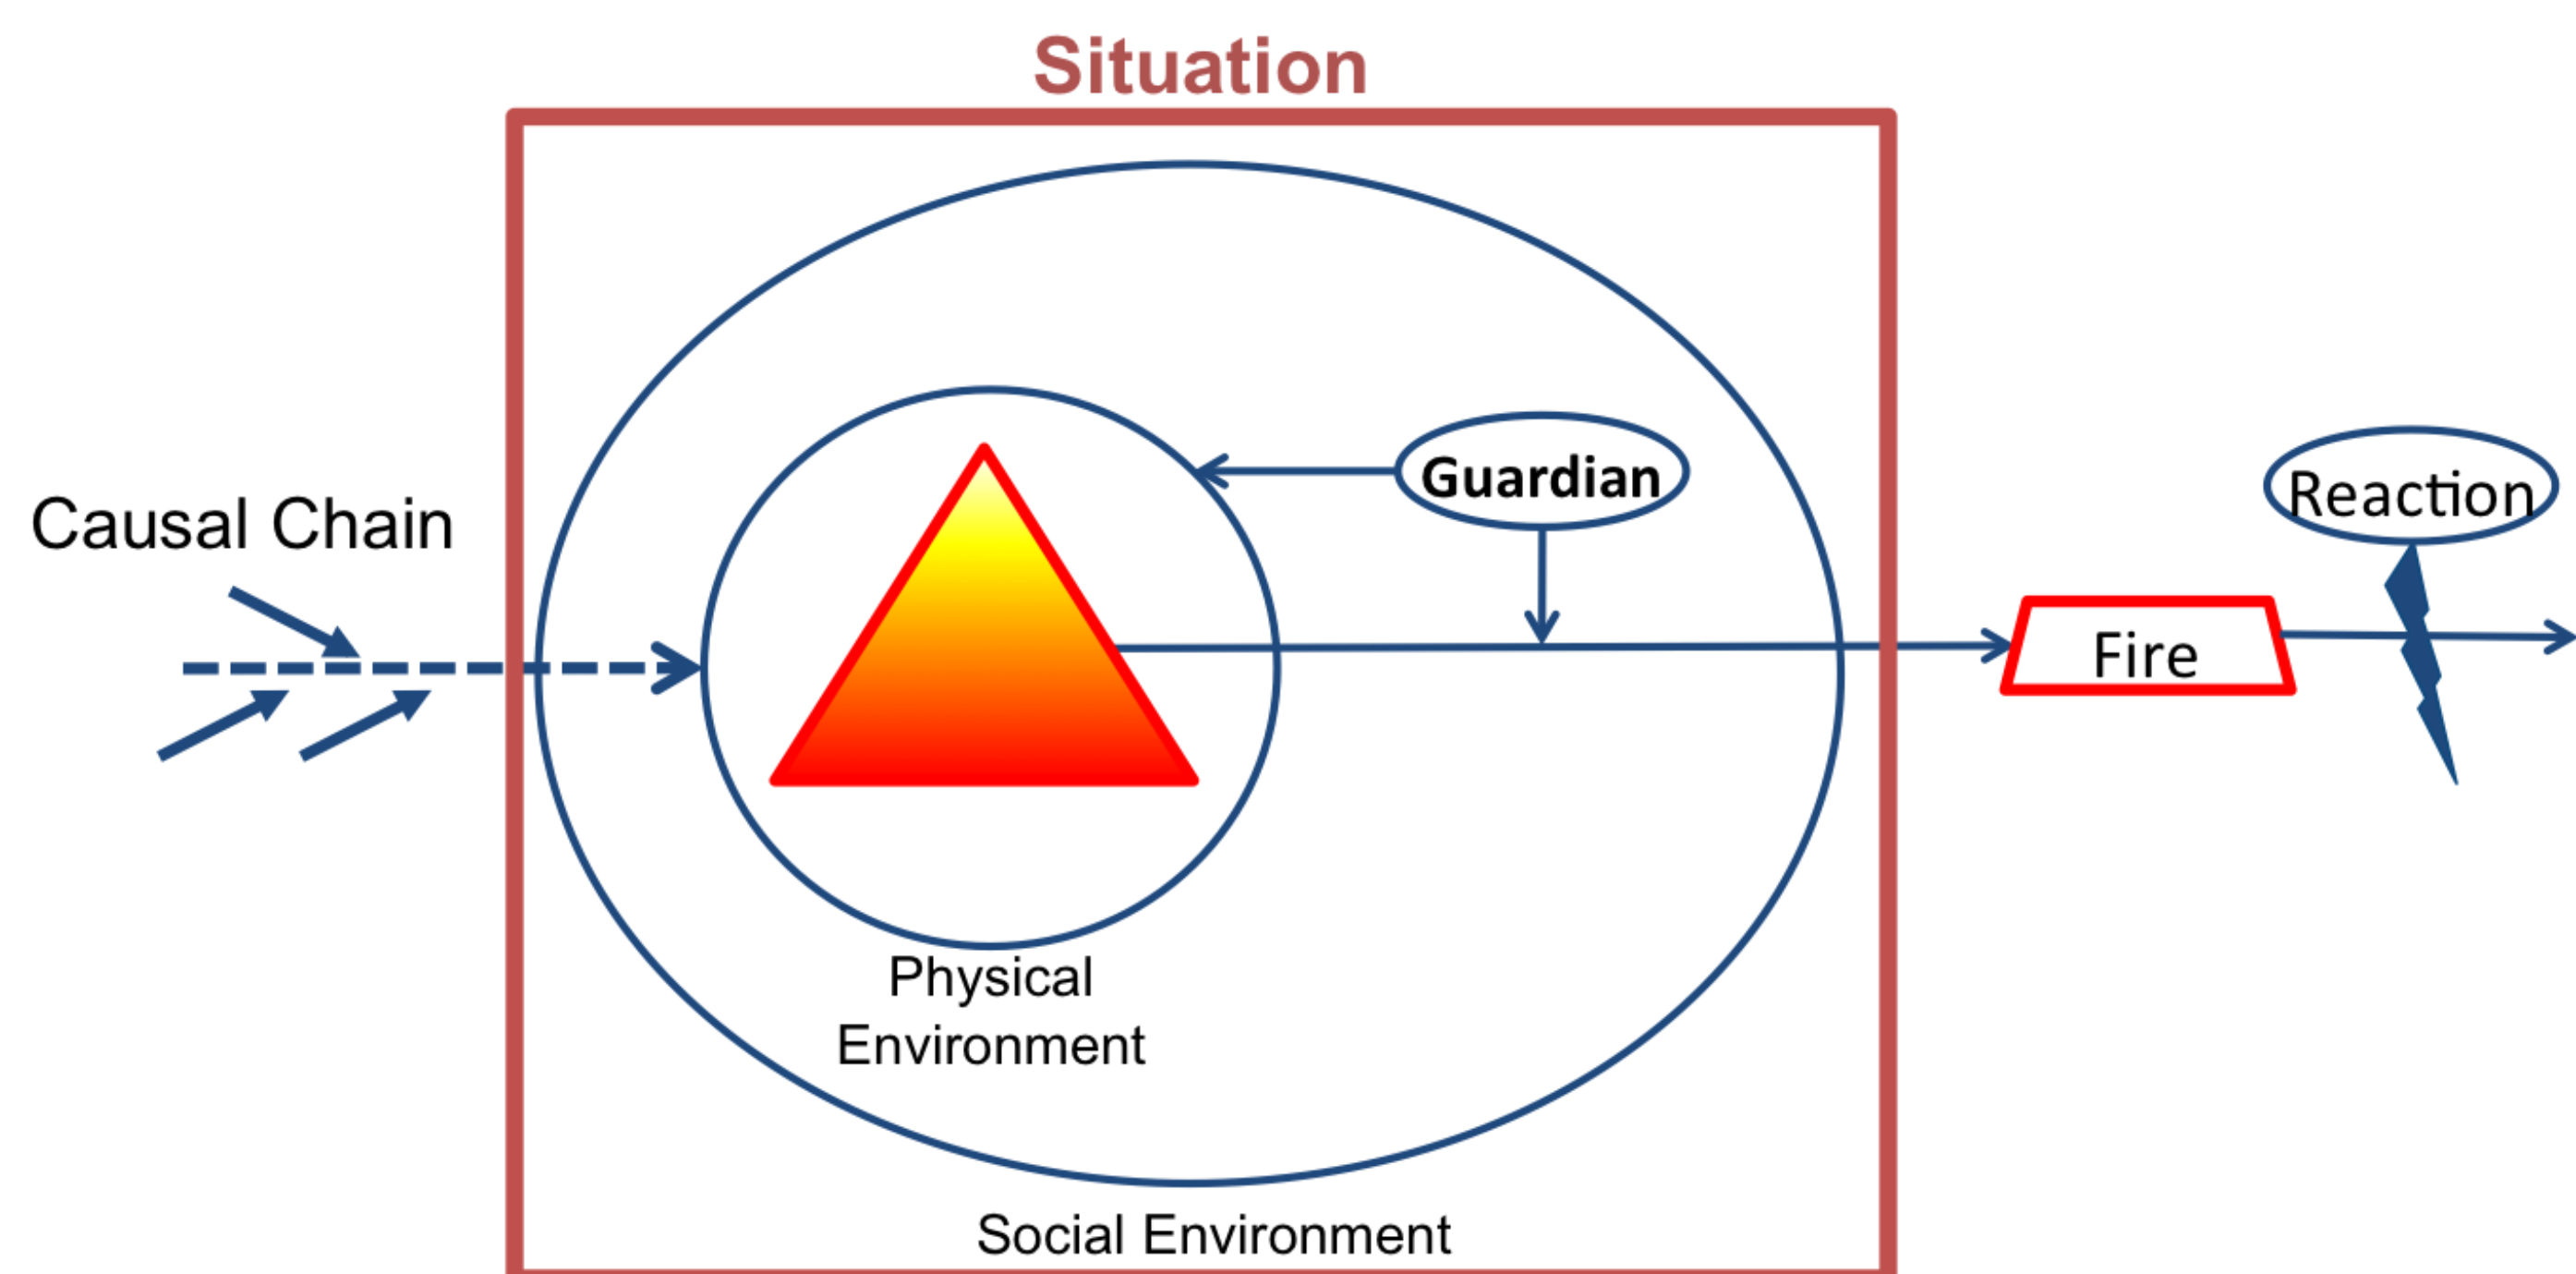 Situation
Guardian
Reaction
Causal Chain
Fire
Physical
Environment
Social Environment